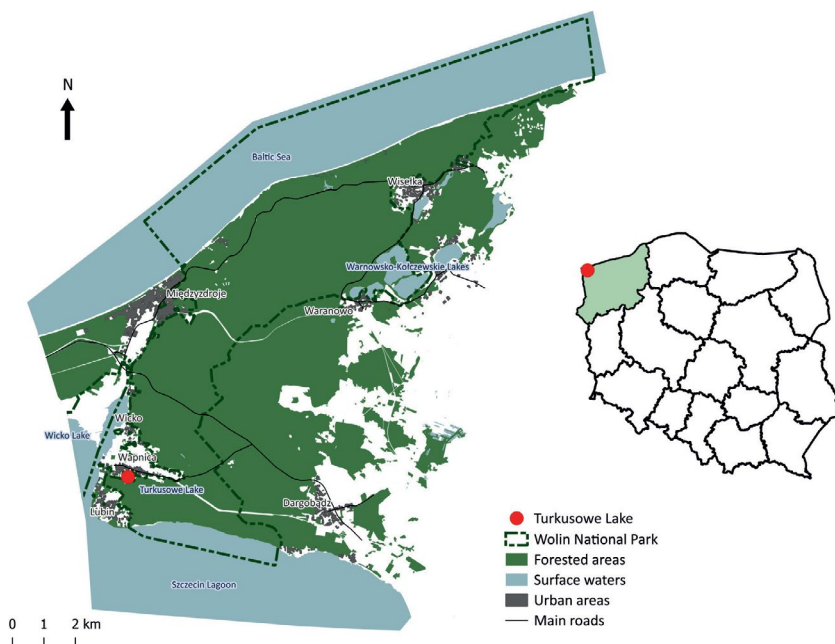 N
Baltic Sea
Wisełka
Warnowsko-Kołczewskie Lakes
Międzyzdroje
Waranowo
Wicko
Wicko Lake
Wapnica
Turkusowe Lake
Lubin
Dargobądz
Szczecin Lagoon
0 1 2 km
Turkusowe Lake
Wolin National Park
Forested areas
Surface waters
Urban areas
Main roads